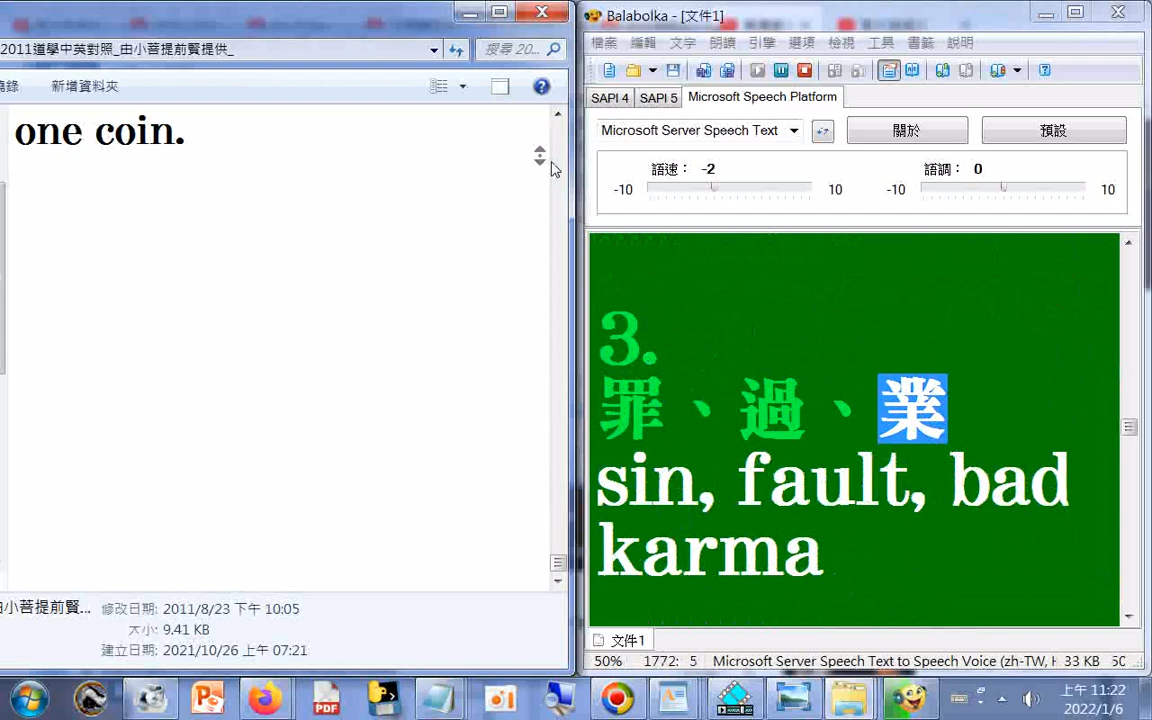 2011道學中英對照_由小菩提前賢提供_
搜尋 20...
燒錄
新增資料夾
one coin.
由小菩提前賢...
修改日期: 2011/8/23 下午 10:05
大小: 9.41 KB
建立日期: 2021/10/26 上午 07:21
Balabolka - [文件1]
檔案 編輯 文字 朗讀 引擎 選項 檢視 工具 書籤 說明
SAPI 4 SAPI 5 Microsoft Speech Platform
Microsoft Server Speech Text 關於 預設
語速： -2 語調： 0
-10 10 -10 10
3.
罪、過、業
sin, fault, bad
karma
文件1
50% 1772: 5 Microsoft Server Speech Text to Speech Voice (zh-TW, 33 KB
PDF
上午 11:22
2022/1/6